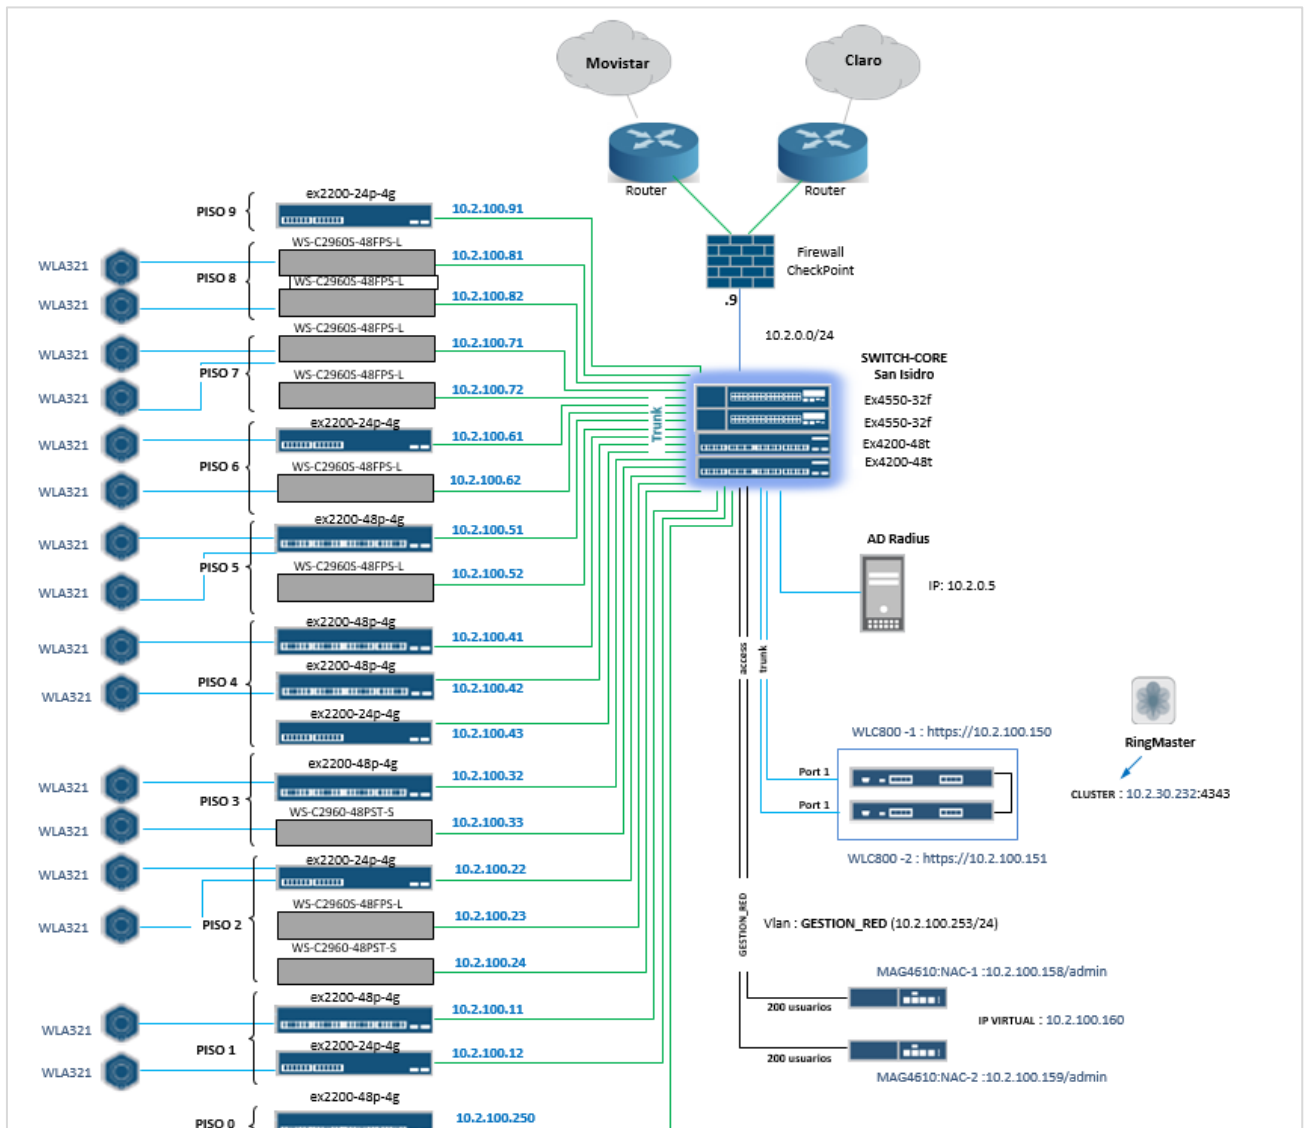 Movistar
Claro
Router
Router
Firewall
CheckPoint
.9
10.2.0.0/24
SWITCH-CORE
San Isidro
Ex4550-32f
Ex4550-32f
Ex4200-48t
Ex4200-48t
Trunk
PISO 9
ex2200-24p-4g
10.2.100.91
WLA321
WLA321
PISO 8
WS-C2960S-48FPS-L
10.2.100.81
WS-C2960S-48FPS-L
10.2.100.82
WLA321
WLA321
PISO 7
WS-C2960S-48FPS-L
10.2.100.71
WS-C2960S-48FPS-L
10.2.100.72
WLA321
WLA321
PISO 6
ex2200-24p-4g
10.2.100.61
WS-C2960S-48FPS-L
10.2.100.62
WLA321
WLA321
PISO 5
ex2200-48p-4g
10.2.100.51
WS-C2960S-48FPS-L
10.2.100.52
WLA321
WLA321
PISO 4
ex2200-48p-4g
10.2.100.41
ex2200-48p-4g
10.2.100.42
ex2200-24p-4g
10.2.100.43
WLA321
WLA321
PISO 3
ex2200-48p-4g
10.2.100.32
WS-C2960-48PST-S
10.2.100.33
WLA321
WLA321
PISO 2
ex2200-24p-4g
10.2.100.22
WS-C2960S-48FPS-L
10.2.100.23
WS-C2960-48PST-S
10.2.100.24
WLA321
WLA321
PISO 1
ex2200-48p-4g
10.2.100.11
ex2200-24p-4g
10.2.100.12
PISO 0
ex2200-48p-4g
10.2.100.250
AD Radius
IP: 10.2.0.5
access
trunk
WLC800 -1 : https://10.2.100.150
Port 1
Port 1
WLC800 -2 : https://10.2.100.151
RingMaster
CLUSTER : 10.2.30.232:4343
GESTION_RED
Vlan : GESTION_RED (10.2.100.253/24)
MAG4610:NAC-1 :10.2.100.158/admin
200 usuarios
IP VIRTUAL : 10.2.100.160
200 usuarios
MAG4610:NAC-2 :10.2.100.159/admin